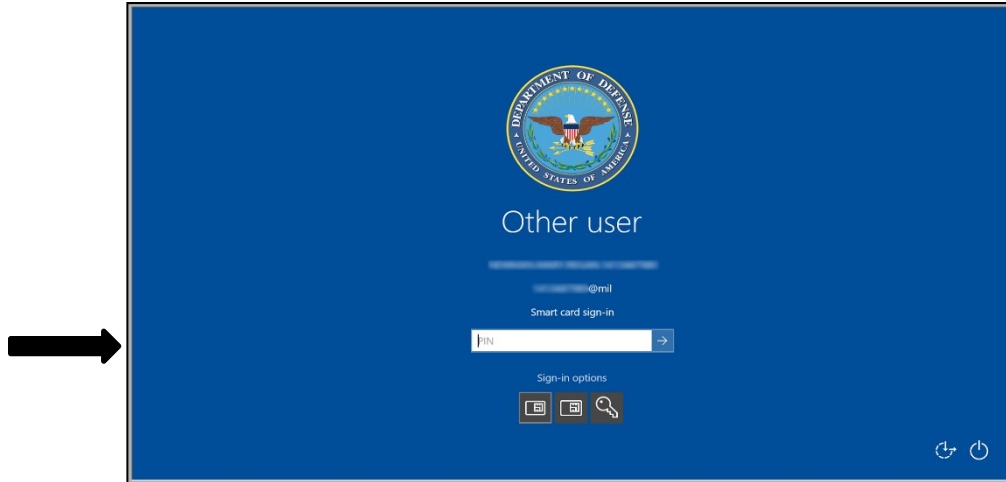 DEPARTMENT OF DEFENSE
UNITED STATES OF AMERICA
Other user
@mil
Smart card sign-in
PIN
Sign-in options